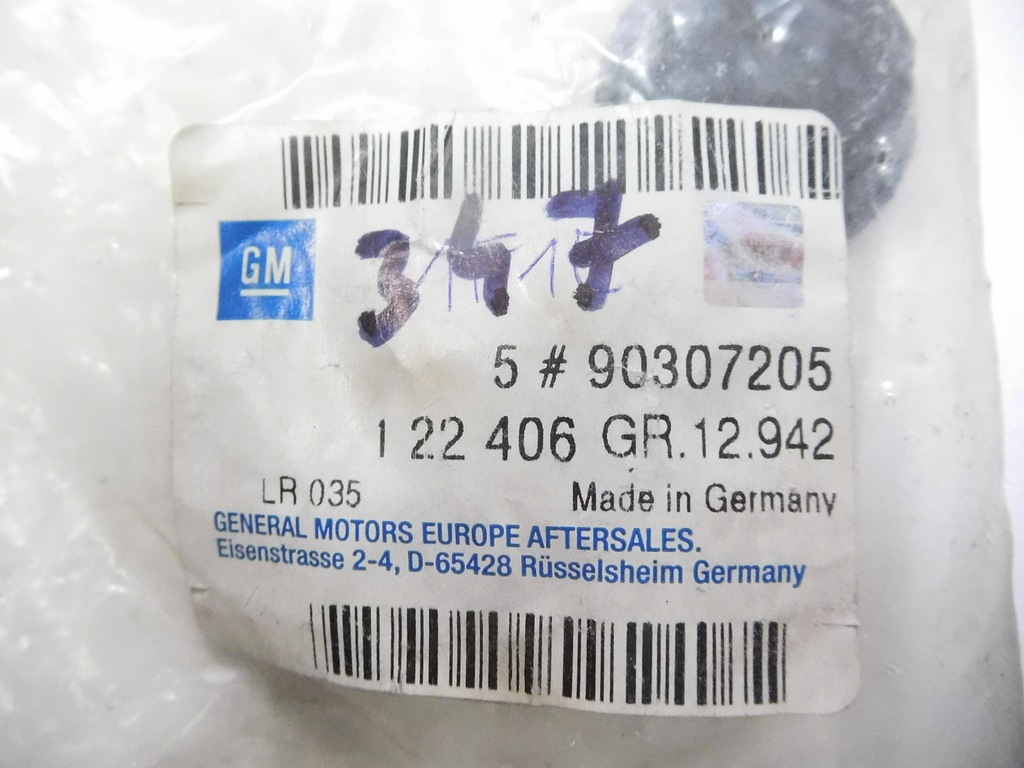 GM
347
5 # 90307205
1 22 406 GR.12.942
LR 035 Made in Germany
GENERAL MOTORS EUROPE AFTERSALES.
Eisenstrasse 2-4, D-65428 Rüsselsheim Germany